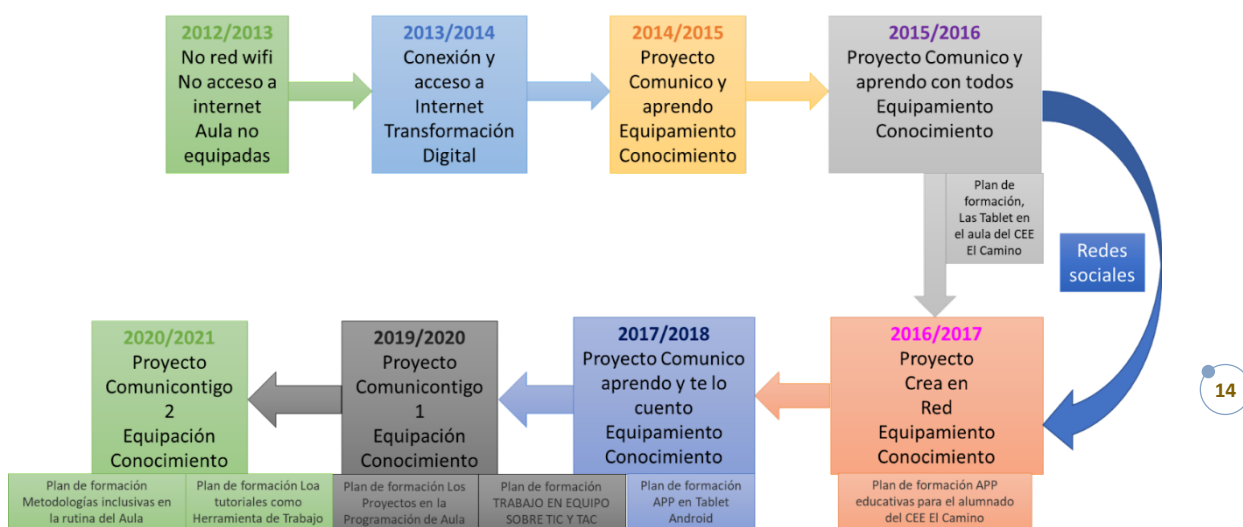 2012/2013
No red wifi
No acceso a
internet
Aula no
equipadas
2013/2014
Conexión y
acceso a
Internet
Transformación
Digital
2014/2015
Proyecto
Comunico y
aprendo
Equipamiento
Conocimiento
2015/2016
Proyecto Comunico y
aprendo con todos
Equipamiento
Conocimiento
Plan de
formación,
Las Tablet en
el aula del CEE
El Camino
Redes
sociales
2020/2021
Proyecto
Comunicontigo
2
Equipación
Conocimiento
2019/2020
Proyecto
Comunicontigo
1
Equipación
Conocimiento
2017/2018
Proyecto Comunico
aprendo y te lo
cuento
Equipamiento
Conocimiento
2016/2017
Proyecto
Crea en
Red
Equipamiento
Conocimiento
14
Plan de formación
Metodologías inclusivas en
la rutina del Aula
Plan de formación Loa
tutoriales como
Herramienta de Trabajo
Plan de formación Los
Proyectos en la
Programación de Aula
Plan de formación
TRABAJO EN EQUIPO
SOBRE TIC Y TAC
Plan de formación
APP en Tablet
Android
Plan de formación APP
educativas para el alumnado
del CEE El Camino